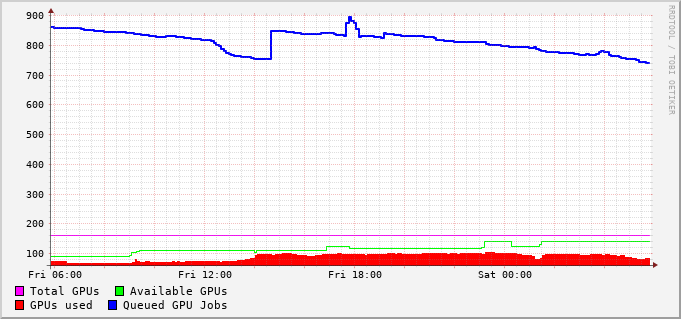 900
800
700
600
500
400
300
200
100
Fri 06:00 Fri 12:00 Fri 18:00 Sat 00:00
Total GPUs Available GPUs
GPUs used Queued GPU Jobs
RRDTOOL / TOBI OETIKER